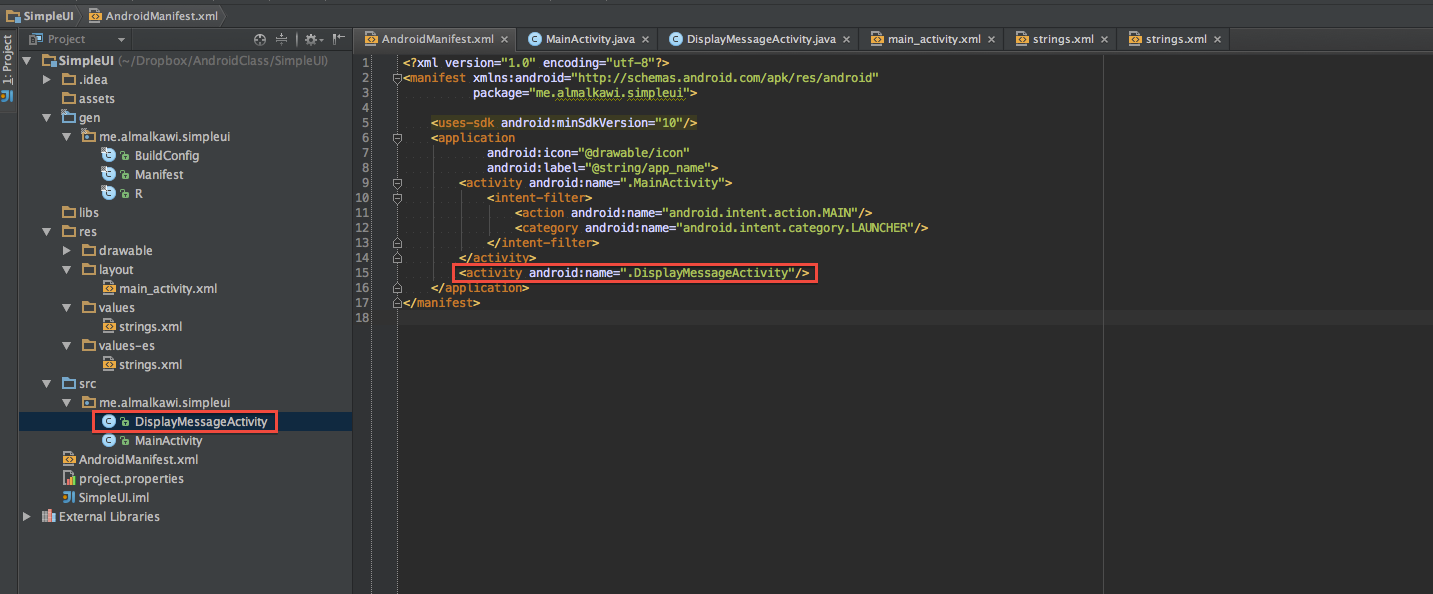 SimpleUI AndroidManifest.xml
1: Project
Project
SimpleUI (~/Dropbox/AndroidClass/SimpleUI)
.idea
assets
gen
me.almalkawi.simpleui
BuildConfig
Manifest
R
libs
res
drawable
layout
main_activity.xml
values
strings.xml
values-es
strings.xml
src
me.almalkawi.simpleui
DisplayMessageActivity
MainActivity
AndroidManifest.xml
project.properties
SimpleUI.iml
External Libraries
AndroidManifest.xml MainActivity.java DisplayMessageActivity.java main_activity.xml strings.xml strings.xml
1 <?xml version="1.0" encoding="utf-8"?>
2 <manifest xmlns:android="http://schemas.android.com/apk/res/android"
3 package="me.almalkawi.simpleui">
4
5 <uses-sdk android:minSdkVersion="10"/>
6 <application
7 android:icon="@drawable/icon"
8 android:label="@string/app_name">
9 <activity android:name=".MainActivity">
10 <intent-filter>
11 <action android:name="android.intent.action.MAIN"/>
12 <category android:name="android.intent.category.LAUNCHER"/>
13 </intent-filter>
14 </activity>
15 <activity android:name=".DisplayMessageActivity"/>
16 </application>
17 </manifest>
18